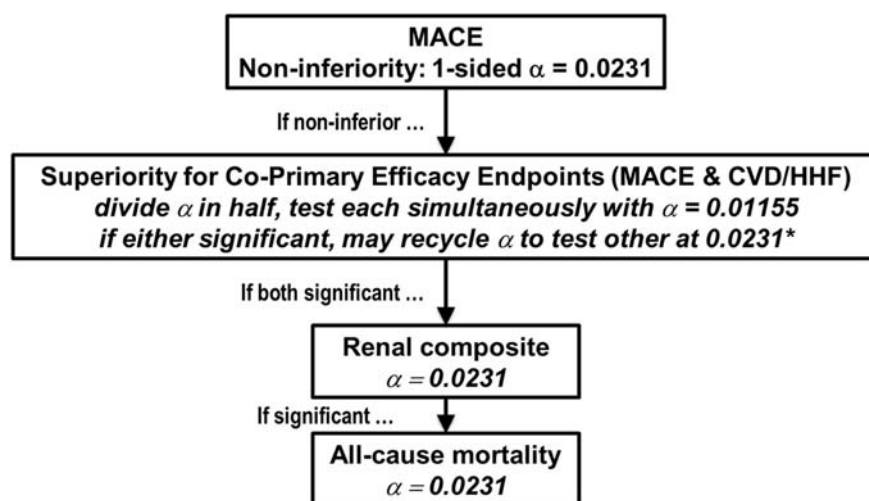 MACE
Non-inferiority: 1-sided α = 0.0231
If non-inferior ...
Superiority for Co-Primary Efficacy Endpoints (MACE & CVD/HHF)
divide α in half, test each simultaneously with α = 0.01155
if either significant, may recycle α to test other at 0.0231*
If both significant ...
Renal composite
α = 0.0231
If significant ...
All-cause mortality
α = 0.0231